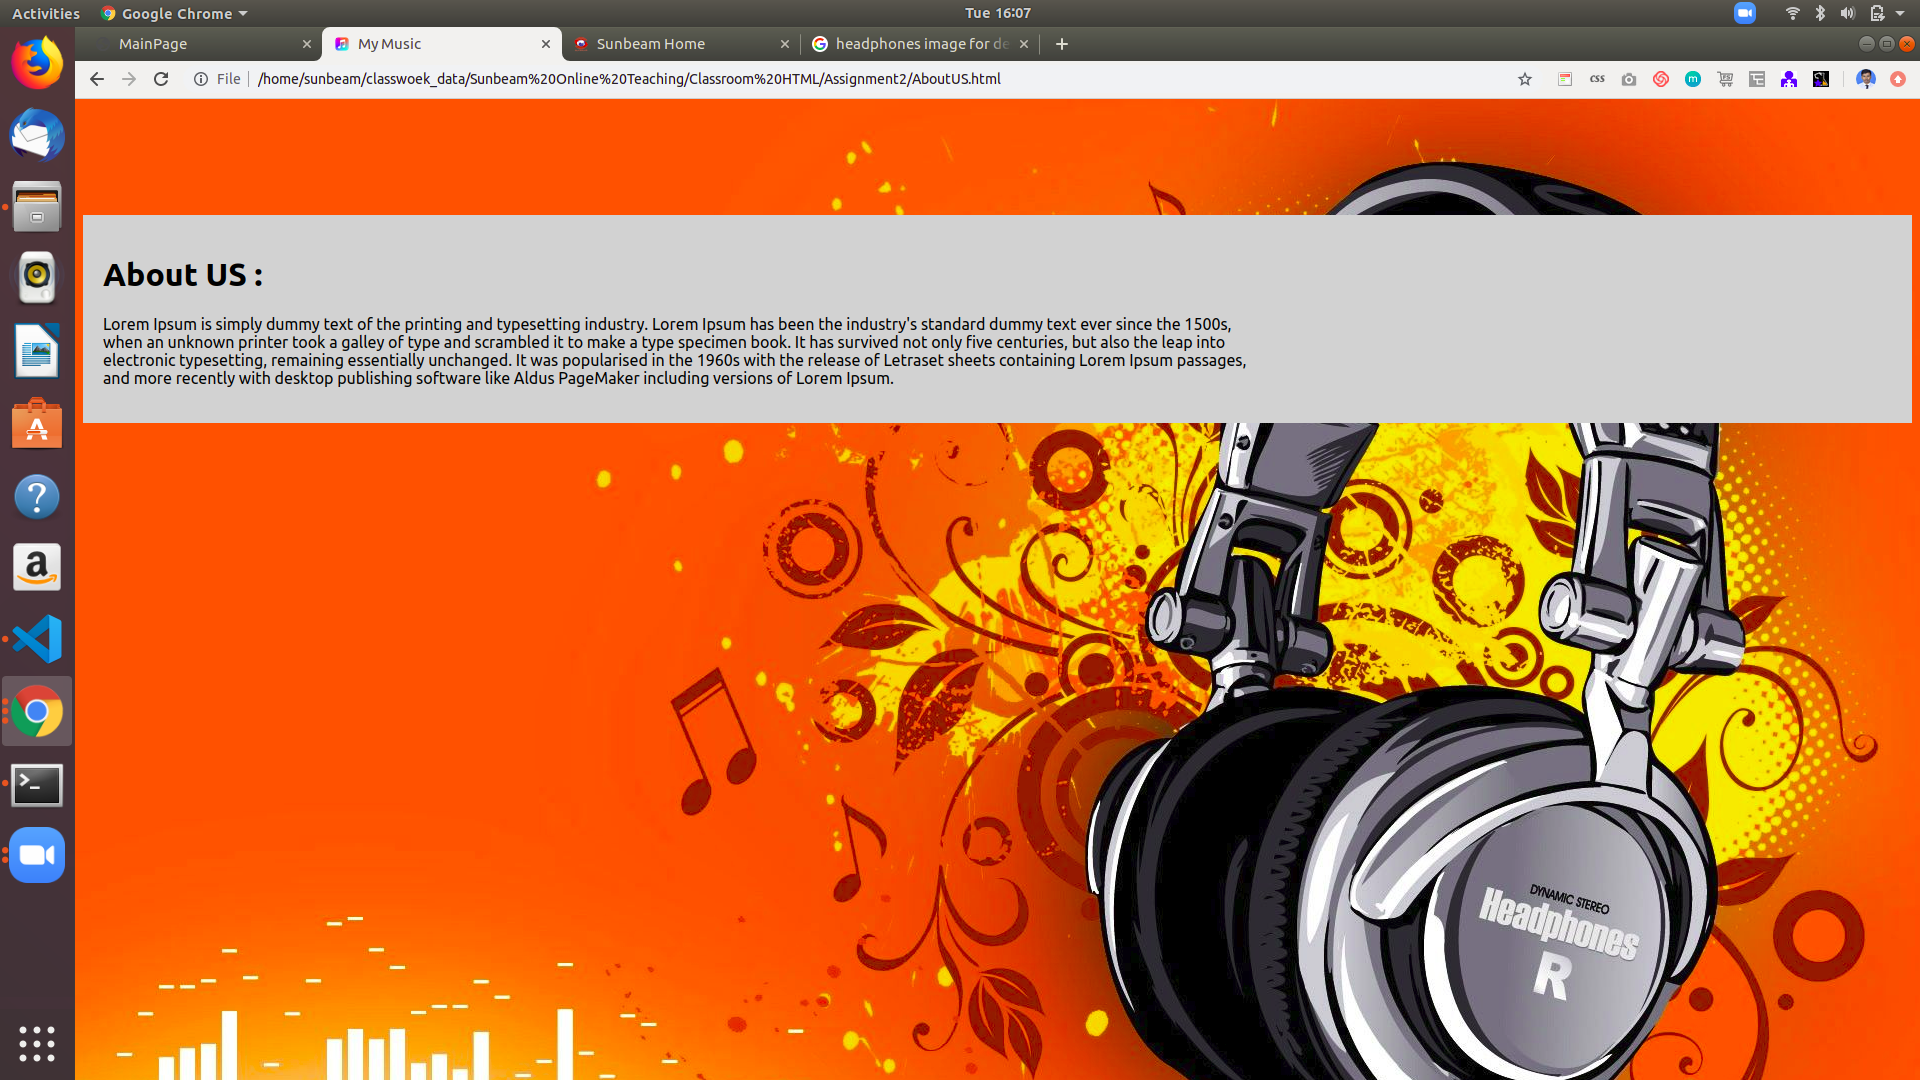 Activities Google Chrome Tue 16:07
MainPage My Music Sunbeam Home headphones image for de
File /home/sunbeam/classwoek_data/Sunbeam%20Online%20Teaching/Classroom%20HTML/Assignment2/AboutUS.html
CSS m
About US :
Lorem Ipsum is simply dummy text of the printing and typesetting industry. Lorem Ipsum has been the industry's standard dummy text ever since the 1500s,
when an unknown printer took a galley of type and scrambled it to make a type specimen book. It has survived not only five centuries, but also the leap into
electronic typesetting, remaining essentially unchanged. It was popularised in the 1960s with the release of Letraset sheets containing Lorem Ipsum passages,
and more recently with desktop publishing software like Aldus PageMaker including versions of Lorem Ipsum.
DYNAMIC STEREO
Headphones
R